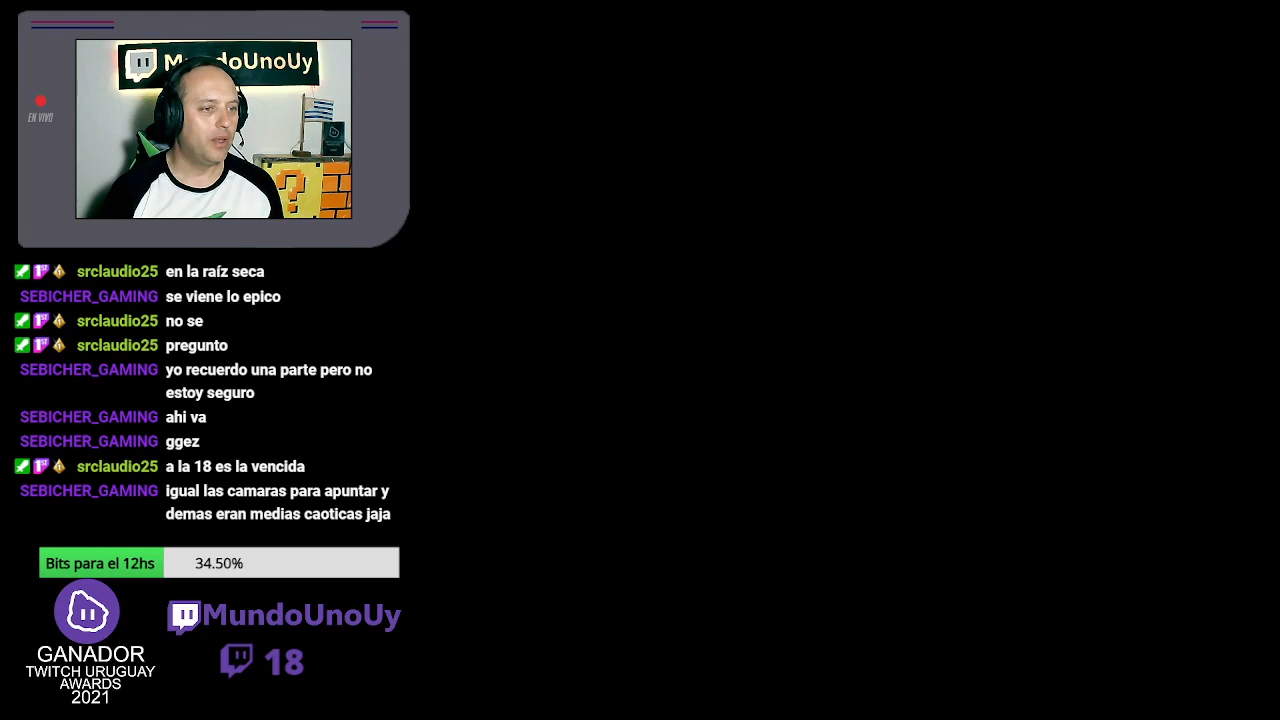 MundoUnoUy
EN VIVO
srclaudio25 en la raíz seca
SEBICHER_GAMING se viene lo epico
srclaudio25 no se
srclaudio25 pregunto
SEBICHER_GAMING yo recuerdo una parte pero no
estoy seguro
SEBICHER_GAMING ahi va
SEBICHER_GAMING ggez
srclaudio25 a la 18 es la vencida
SEBICHER_GAMING igual las camaras para apuntar y
demas eran medias caoticas jaja
Bits para el 12hs 34.50%
MundoUnoUy
18
GANADOR
TWITCH URUGUAY
AWARDS
2021